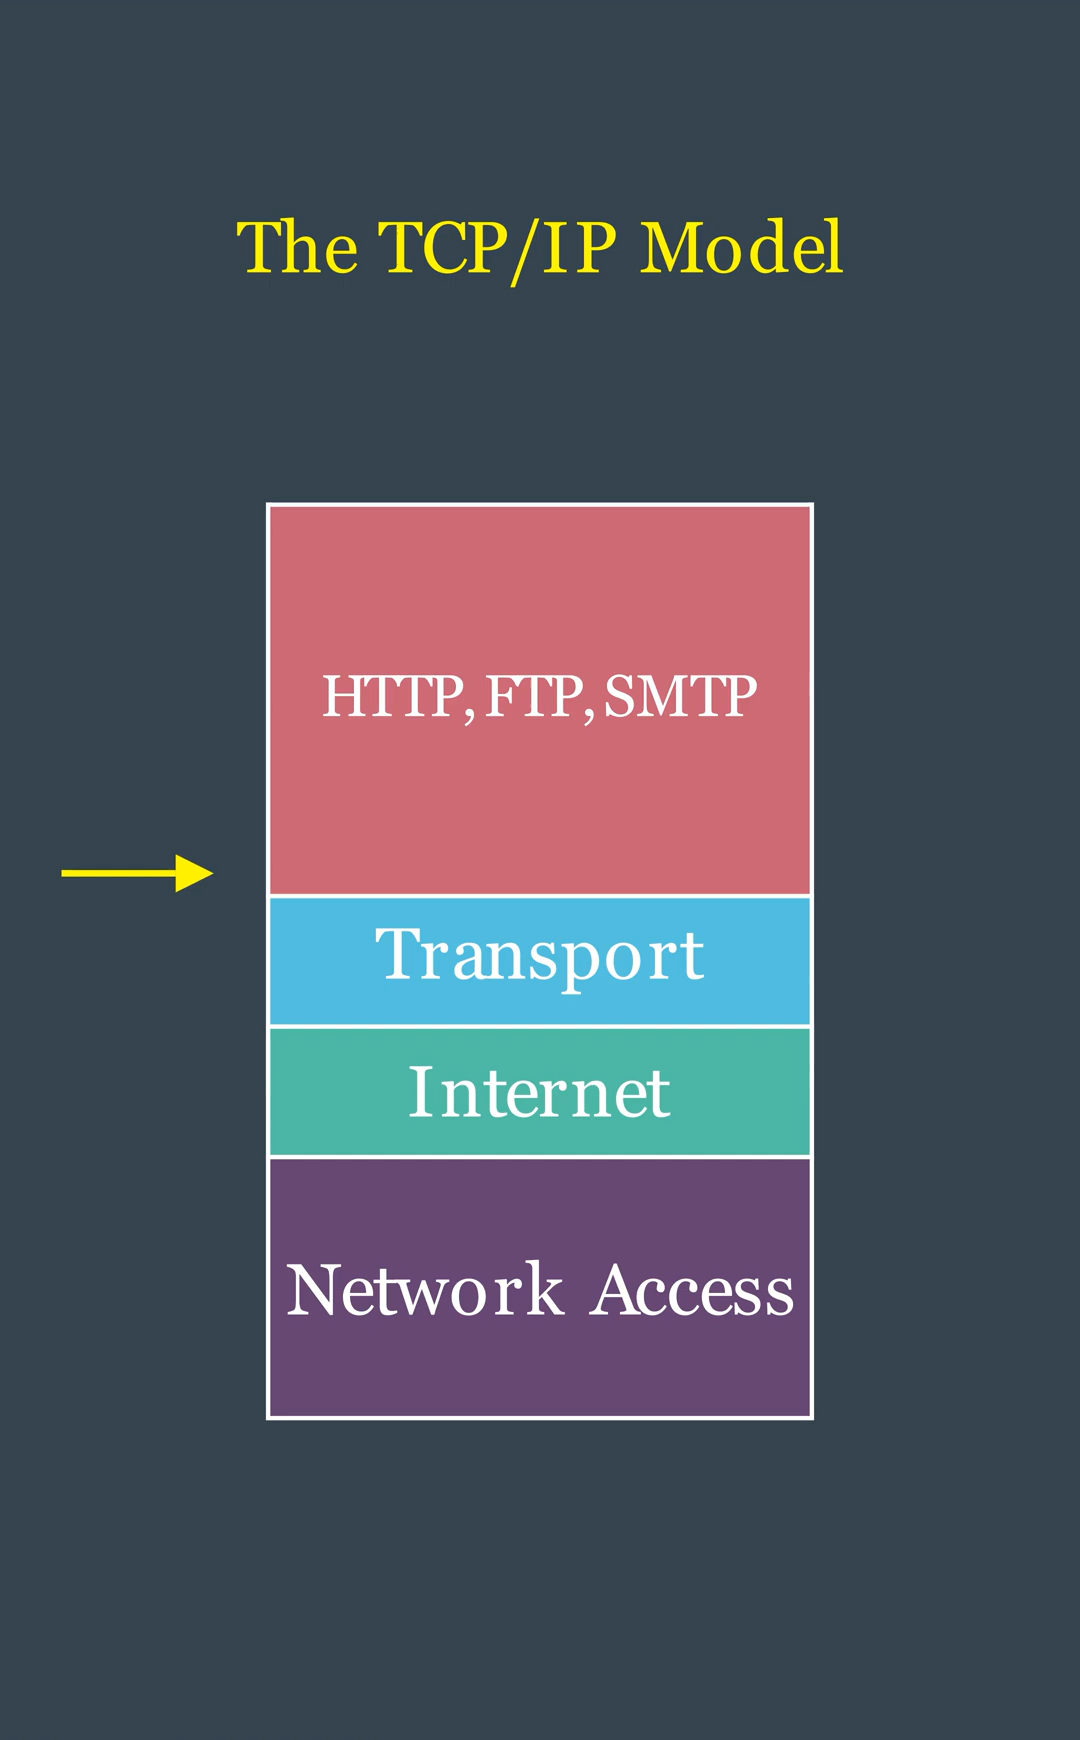 The TCP/IP Model
HTTP, FTP, SMTP
Transport
Internet
Network Access